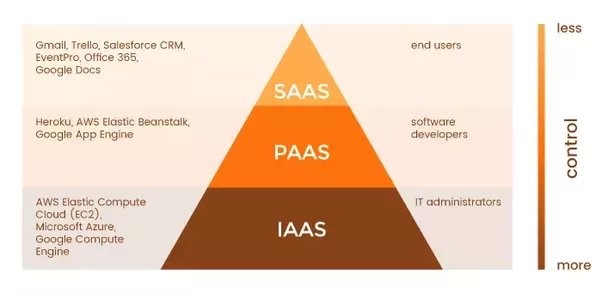 Gmail, Trello, Salesforce CRM,
EventPro, Office 365,
Google Docs
SAAS
end users
less
Heroku, AWS Elastic Beanstalk,
Google App Engine
PAAS
software
developers
control
AWS Elastic Compute
Cloud (EC2),
Microsoft Azure,
Google Compute
Engine
IAAS
IT administrators
more